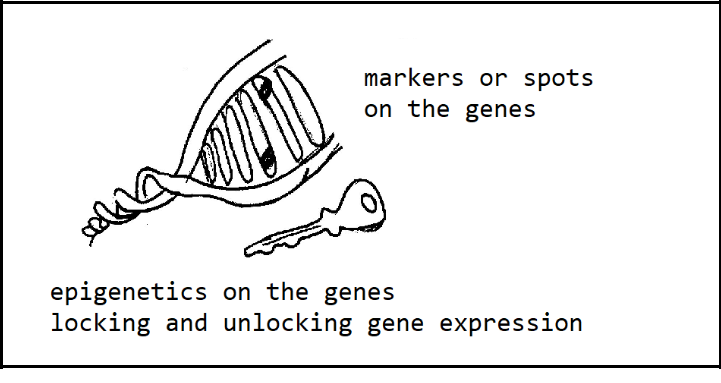 markers or spots
on the genes
epigenetics on the genes
locking and unlocking gene expression